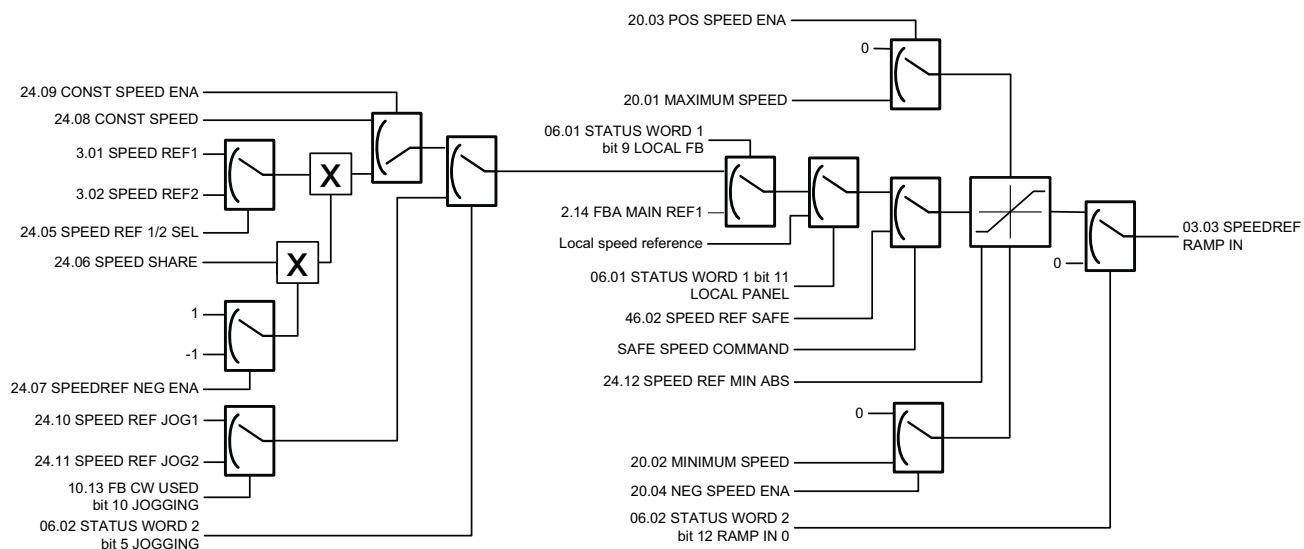 20.03 POS SPEED ENA
0
24.09 CONST SPEED ENA
20.01 MAXIMUM SPEED
24.08 CONST SPEED
06.01 STATUS WORD 1
bit 9 LOCAL FB
3.01 SPEED REF1
X
3.02 SPEED REF2
2.14 FBA MAIN REF1
24.05 SPEED REF 1/2 SEL
Local speed reference
03.03 SPEEDREF
RAMP IN
24.06 SPEED SHARE
X
0
06.01 STATUS WORD 1 bit 11
LOCAL PANEL
1
46.02 SPEED REF SAFE
-1
SAFE SPEED COMMAND
24.07 SPEEDREF NEG ENA
24.12 SPEED REF MIN ABS
24.10 SPEED REF JOG1
0
24.11 SPEED REF JOG2
20.02 MINIMUM SPEED
10.13 FB CW USED
bit 10 JOGGING
20.04 NEG SPEED ENA
06.02 STATUS WORD 2
bit 5 JOGGING
06.02 STATUS WORD 2
bit 12 RAMP IN 0